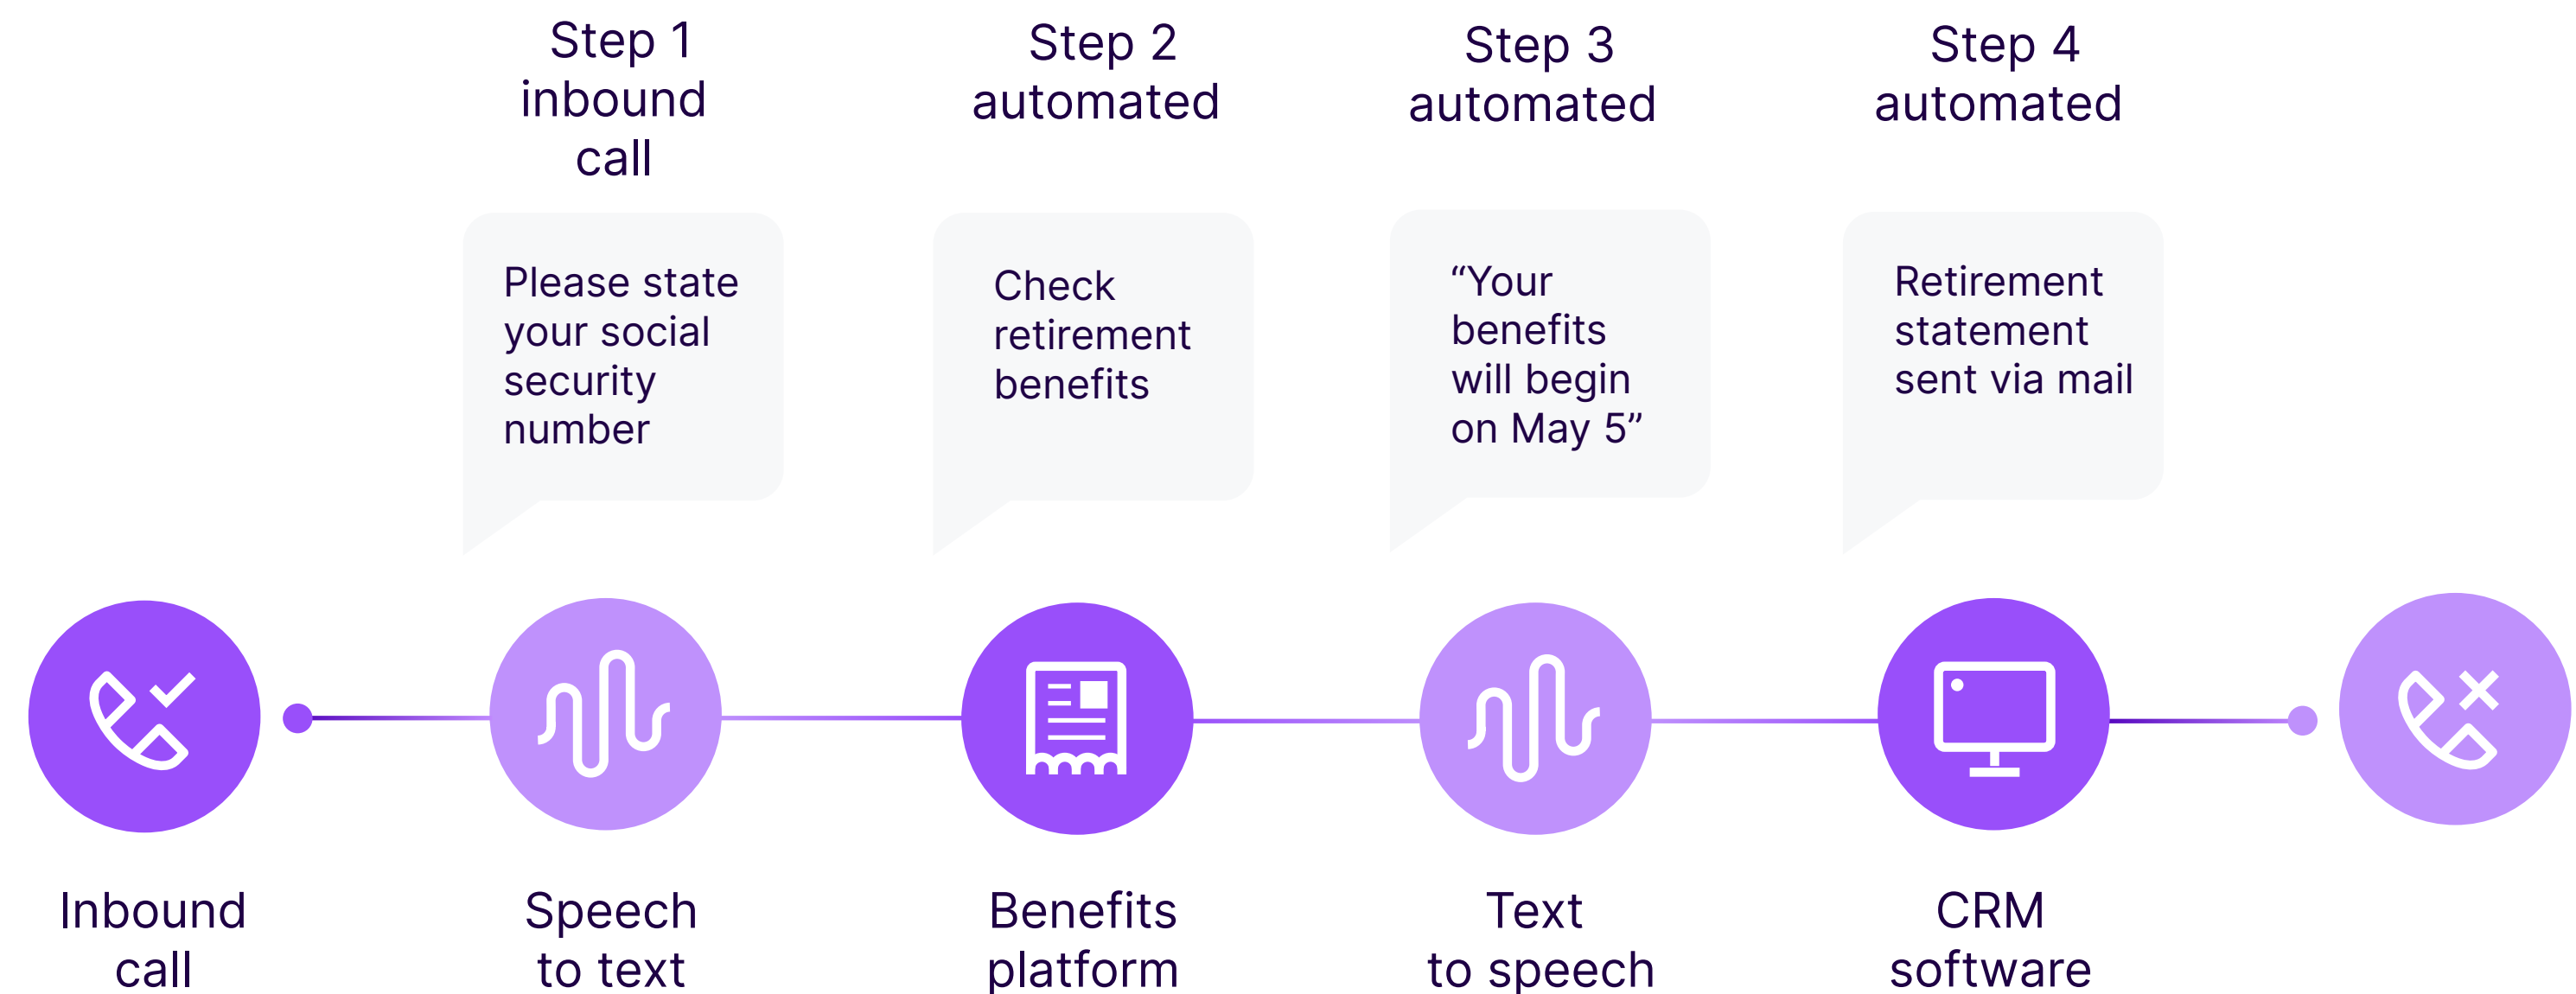 Step 1
inbound
call
Step 2
automated
Step 3
automated
Step 4
automated
Please state
your social
security
number
Check
retirement
benefits
“Your
benefits
will begin
on May 5”
Retirement
statement
sent via mail
Inbound
call
Speech
to text
Benefits
platform
Text
to speech
CRM
software